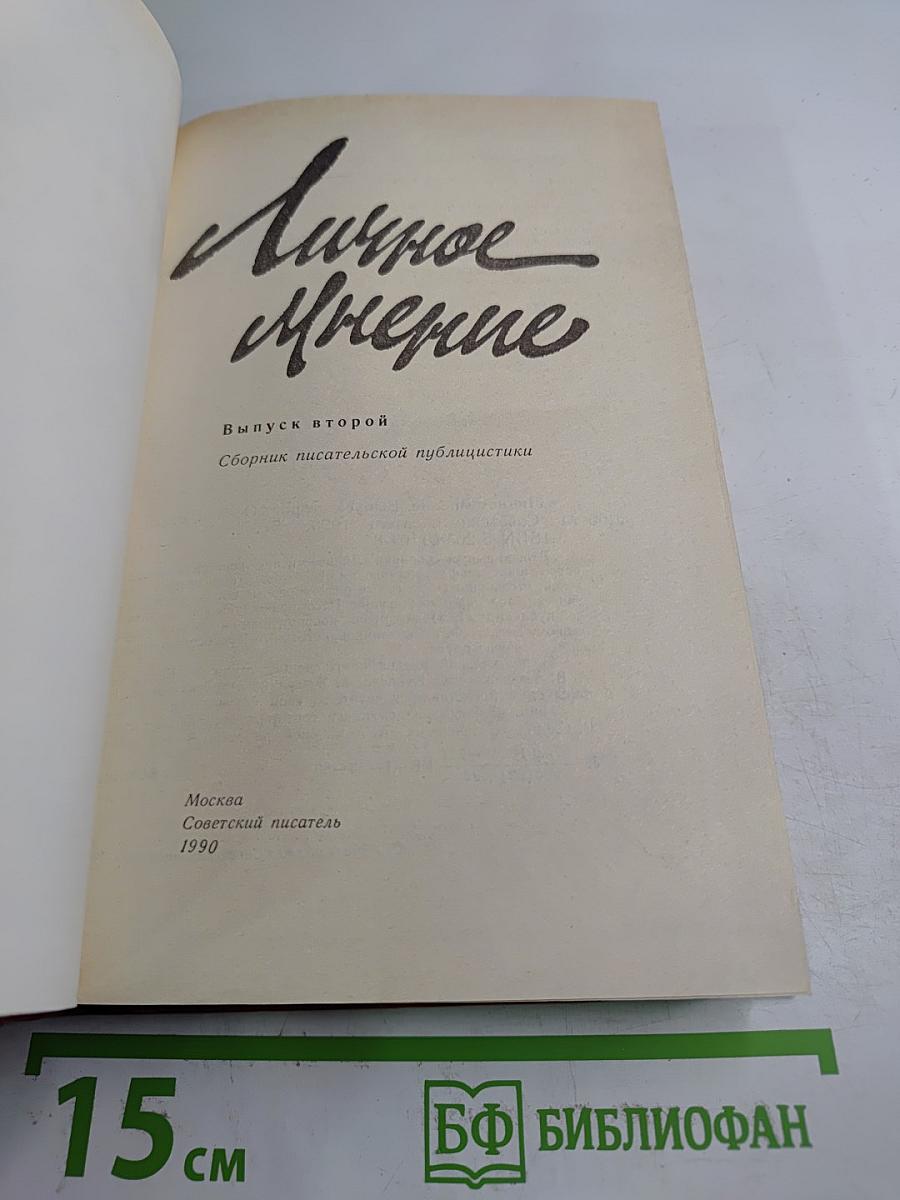 Личное
мнение
Выпуск второй
Сборник писательской публицистики
Москва
Советский писатель
1990
15 см
БФ БИБЛИОФАН